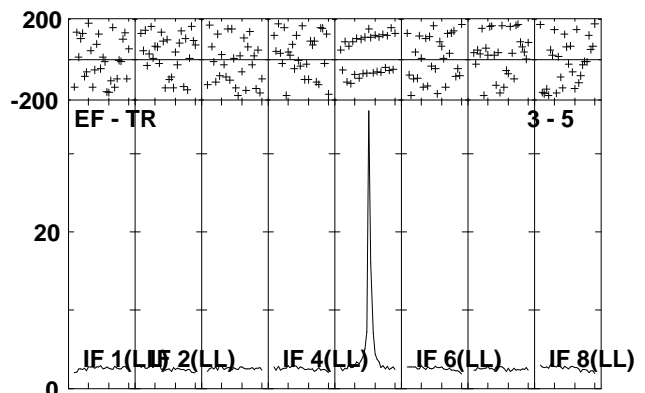 200
-200
EF - TR 3 - 5
20
IF 1(LL) IF 2(LL) IF 4(LL) IF 6(LL) IF 8(LL)
0